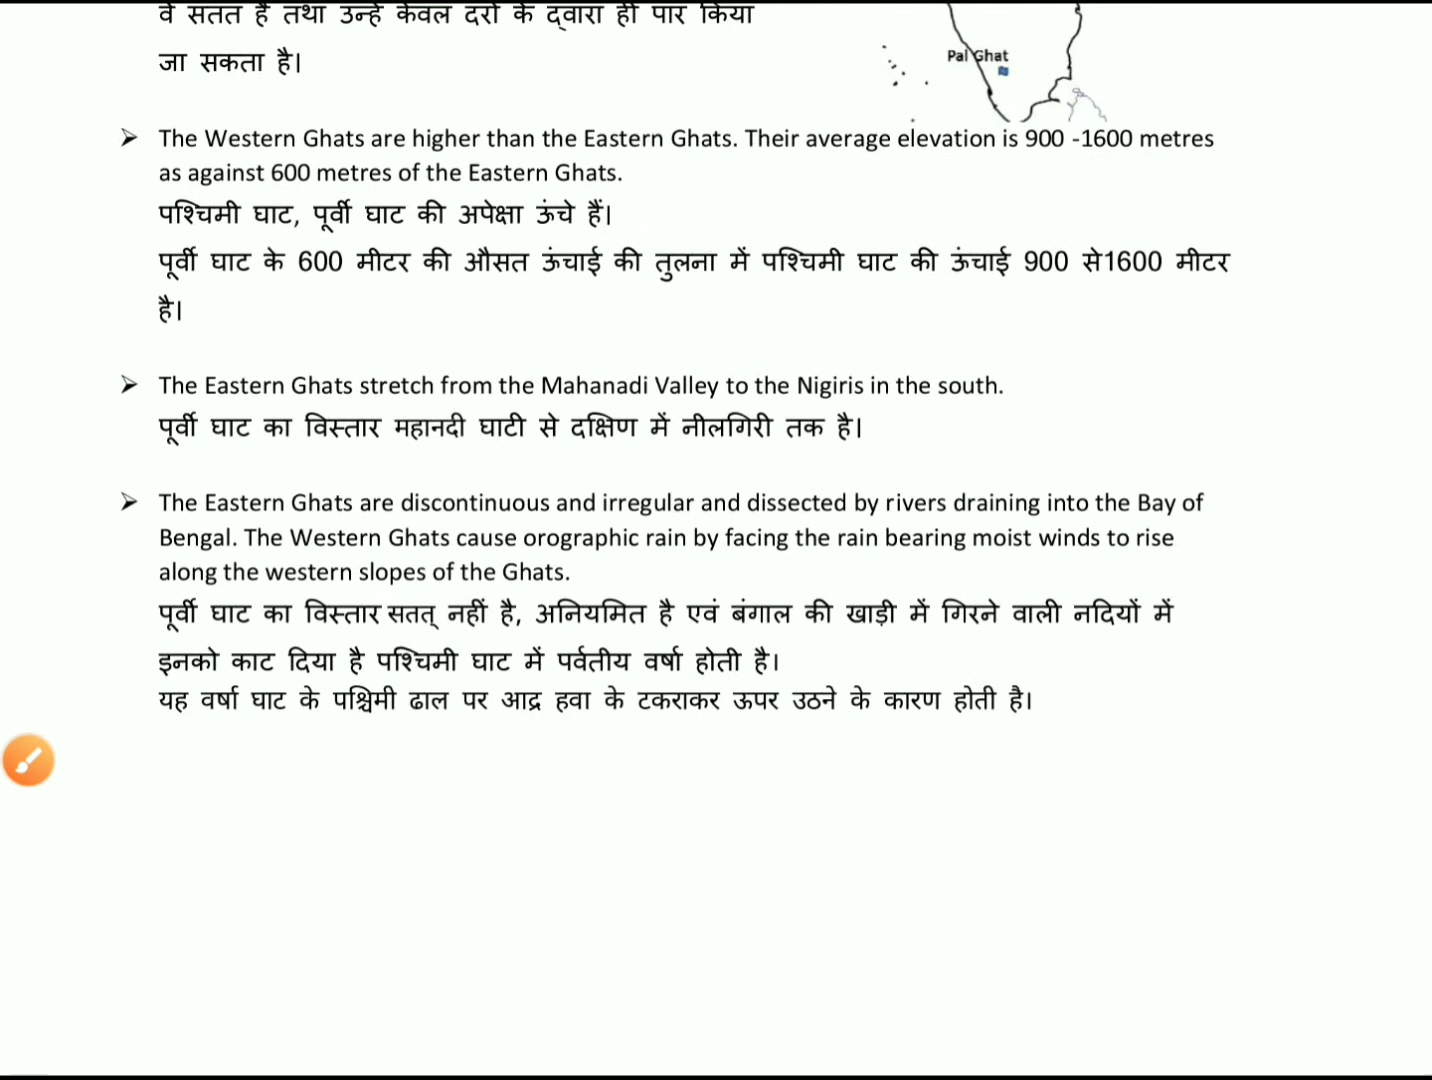 वे सतत हैं तथा उन्हे केवल दर्रो के द्वारा ही पार किया
जा सकता है।
Pal Ghat
➢ The Western Ghats are higher than the Eastern Ghats. Their average elevation is 900 -1600 metres
as against 600 metres of the Eastern Ghats.
पश्चिमी घाट, पूर्वी घाट की अपेक्षा ऊंचे हैं।
पूर्वी घाट के 600 मीटर की औसत ऊंचाई की तुलना में पश्चिमी घाट की ऊंचाई 900 से1600 मीटर
है।
➢ The Eastern Ghats stretch from the Mahanadi Valley to the Nigiris in the south.
पूर्वी घाट का विस्तार महानदी घाटी से दक्षिण में नीलगिरी तक है।
➢ The Eastern Ghats are discontinuous and irregular and dissected by rivers draining into the Bay of
Bengal. The Western Ghats cause orographic rain by facing the rain bearing moist winds to rise
along the western slopes of the Ghats.
पूर्वी घाट का विस्तार सतत् नहीं है, अनियमित है एवं बंगाल की खाड़ी में गिरने वाली नदियों में
इनको काट दिया है पश्चिमी घाट में पर्वतीय वर्षा होती है।
यह वर्षा घाट के पश्चिमी ढाल पर आद्र हवा के टकराकर ऊपर उठने के कारण होती है।